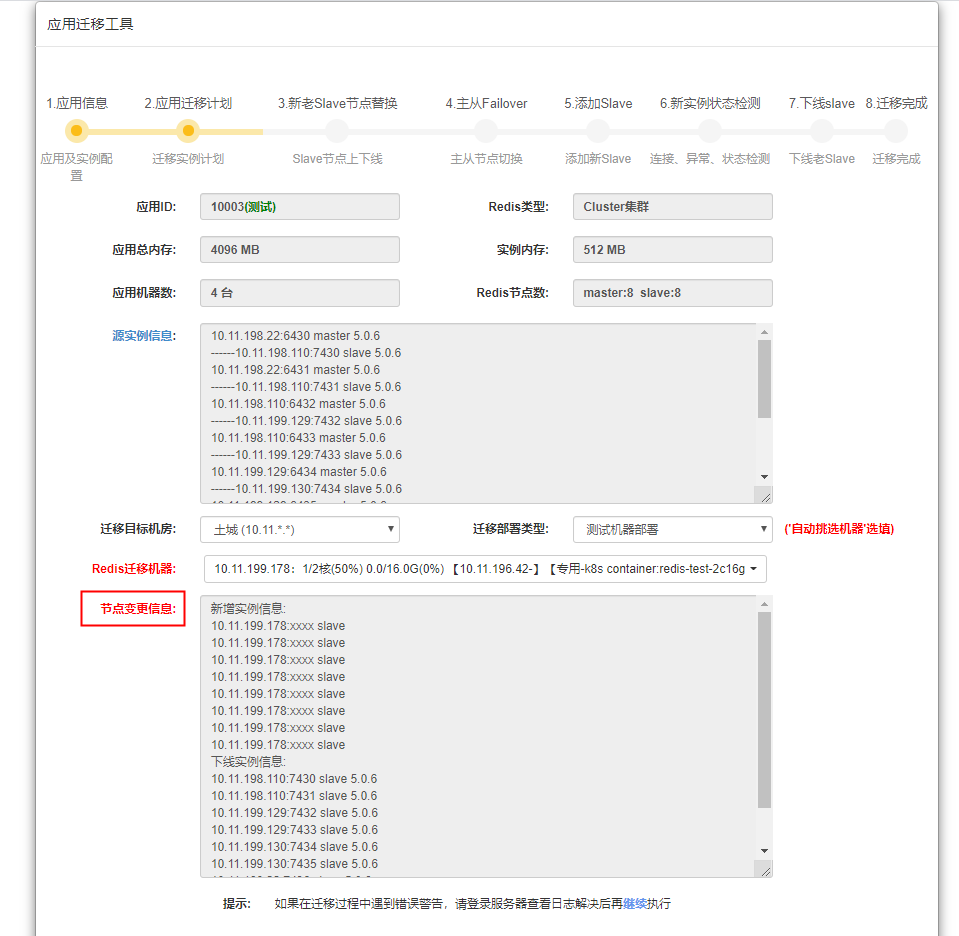 应用迁移工具
1.应用信息 2.应用迁移计划 3.新老Slave节点替换 4.主从Failover 5.添加Slave 6.新实例状态检测 7.下线slave 8.迁移完成
应用及实例配置 迁移实例计划 Slave节点上下线 主从节点切换 添加新Slave 连接、异常、状态检测 下线老Slave 迁移完成
应用ID: 10003(测试) Redis类型: Cluster集群
应用总内存: 4096 MB 实例内存: 512 MB
应用机器数: 4 台 Redis节点数: master:8 slave:8
源实例信息:
10.11.198.22:6430 master 5.0.6
------10.11.198.110:7430 slave 5.0.6
10.11.198.22:6431 master 5.0.6
------10.11.198.110:7431 slave 5.0.6
10.11.198.110:6432 master 5.0.6
------10.11.199.129:7432 slave 5.0.6
10.11.198.110:6433 master 5.0.6
------10.11.199.129:7433 slave 5.0.6
10.11.199.129:6434 master 5.0.6
------10.11.199.130:7434 slave 5.0.6
迁移目标机房: 土城 (10.11.*.*) 迁移部署类型: 测试机器部署 ('自动挑选机器'选填)
Redis迁移机器: 10.11.199.178：1/2核(50%) 0.0/16.0G(0%) 【10.11.196.42-】【专用-k8s container:redis-test-2c16g
节点变更信息:
新增实例信息:
10.11.199.178:xxxx slave
10.11.199.178:xxxx slave
10.11.199.178:xxxx slave
10.11.199.178:xxxx slave
10.11.199.178:xxxx slave
10.11.199.178:xxxx slave
10.11.199.178:xxxx slave
10.11.199.178:xxxx slave
下线实例信息:
10.11.198.110:7430 slave 5.0.6
10.11.198.110:7431 slave 5.0.6
10.11.199.129:7432 slave 5.0.6
10.11.199.129:7433 slave 5.0.6
10.11.199.130:7434 slave 5.0.6
10.11.199.130:7435 slave 5.0.6
提示: 如果在迁移过程中遇到错误警告，请登录服务器查看日志解决后再继续执行